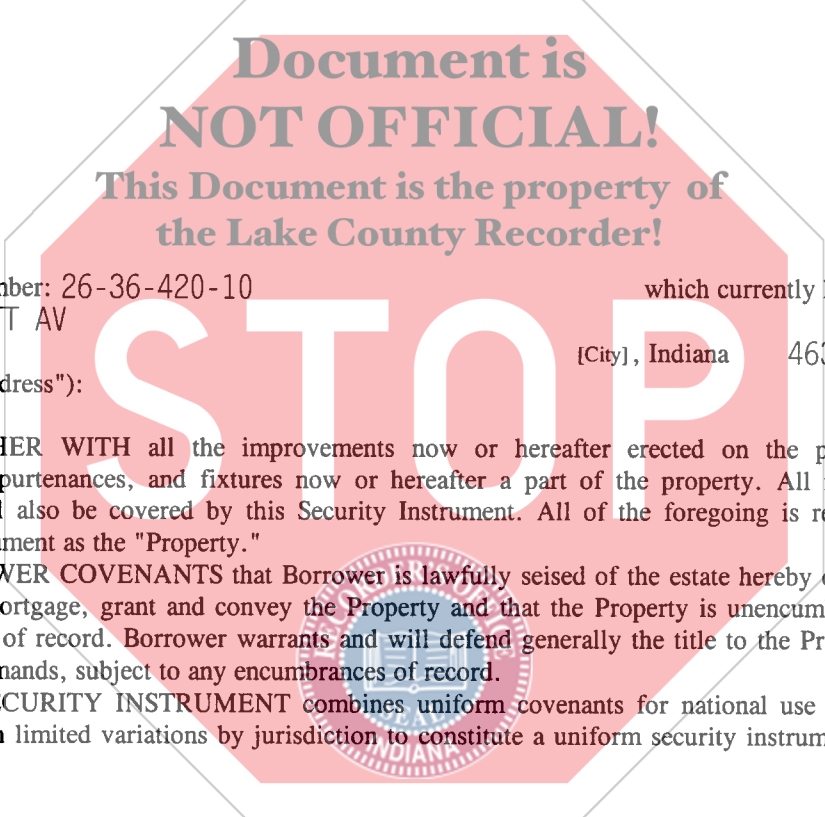 Document is
NOT OFFICIAL!
This Document is the property of
the Lake County Recorder!
nber: 26-36-420-10 which currently
T AV
STOP
[City], Indiana 463
dress"):
HER WITH all the improvements now or hereafter erected on the p
purtenances, and fixtures now or hereafter a part of the property. All
l also be covered by this Security Instrument. All of the foregoing is re
ument as the "Property."
WER COVENANTS that Borrower is lawfully seised of the estate hereby
ortgage, grant and convey the Property and that the Property is unencum
of record. Borrower warrants and will defend generally the title to the Pr
mands, subject to any encumbrances of record.
ECURITY INSTRUMENT combines uniform covenants for national use
h limited variations by jurisdiction to constitute a uniform security instrum
SEAL
INDIANA